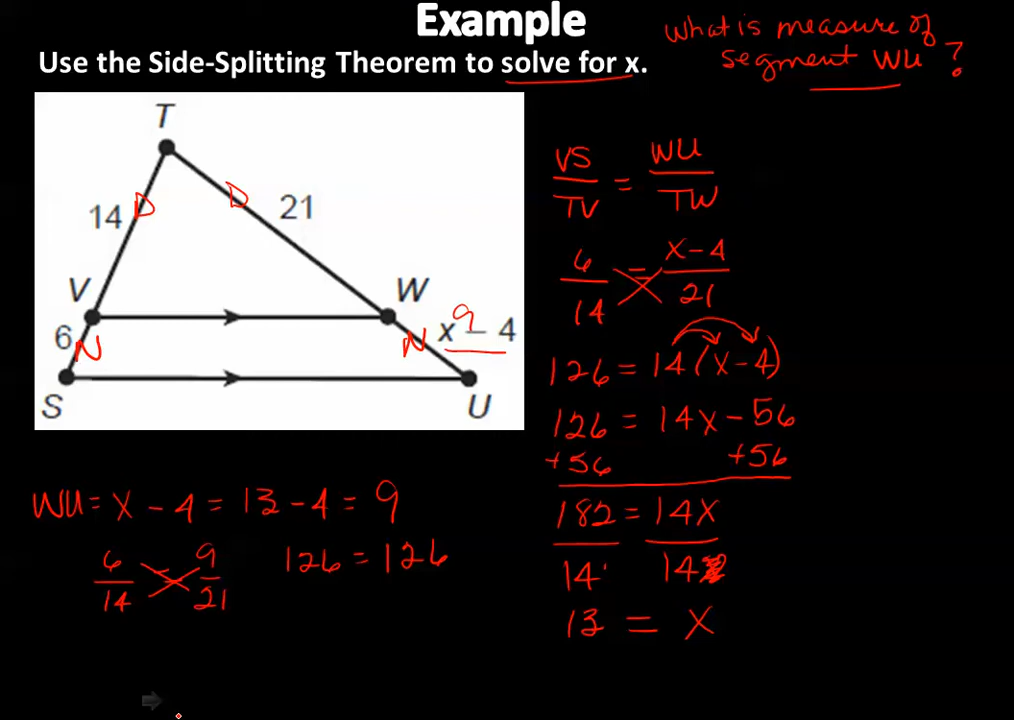 Example
Use the Side-Splitting Theorem to solve for x.
What is measure of
segment WU ?
T
14 D
D 21
V
W
6 N
N x - 4
9
S
U
VS/TV = WU/TW
6/14 = x-4/21
126 = 14(x-4)
126 = 14x - 56
+56 +56
182 = 14x
14 14
13 = x
WU = x - 4 = 13 - 4 = 9
6/14 = 9/21 126 = 126